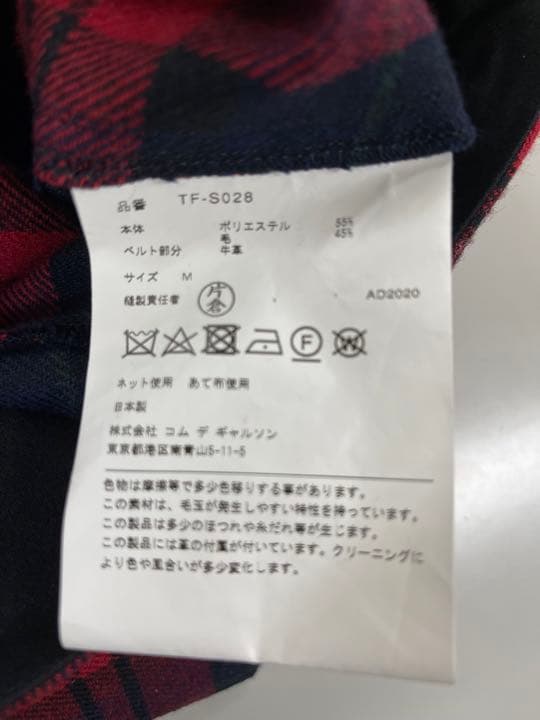 品番 TF-S028
本体 ポリエステル 55%
毛 45%
ベルト部分 牛革
サイズ M
縫製責任者 片倉 AD2020
F W
ネット使用 あて布使用
日本製
株式会社 コム デ ギャルソン
東京都港区南青山5-11-5
色物は摩擦等で多少色移りする事があります。
この素材は、毛玉が発生しやすい特性を持っています。
この製品は多少のほつれや糸だれ等が生じます。
この製品には革の付属が付いています。クリーニングに
より色や風合いが多少変化します。